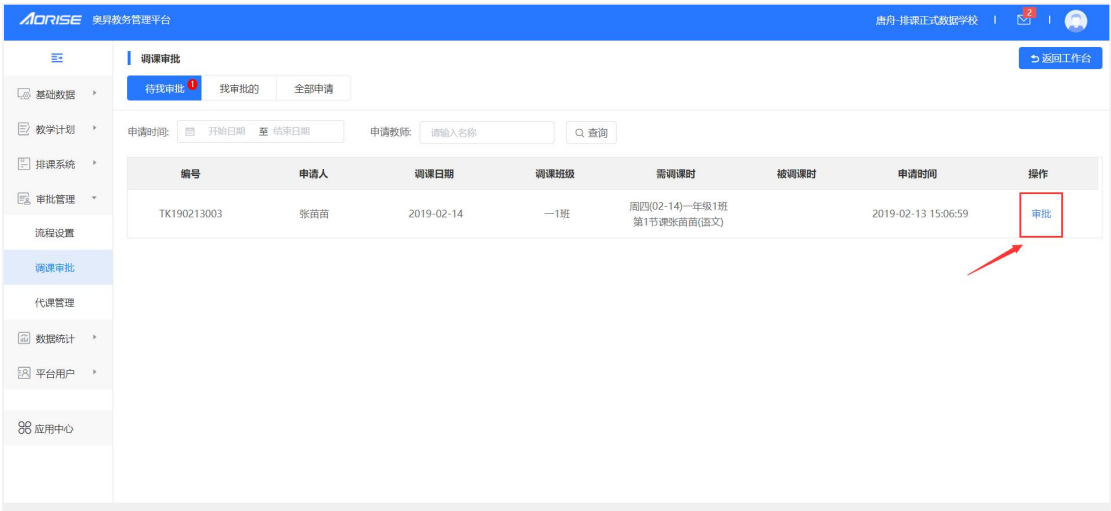 AORISE 奥昇教务管理平台
唐舟-排课正式数据学校
2
调课审批
返回工作台
待我审批 1 我审批的 全部申请
基础数据
教学计划
排课系统
审批管理
流程设置
调课审批
代课管理
数据统计
平台用户
应用中心
申请时间: 开始日期 至 结束日期 申请教师: 请输入名称 查询
编号 申请人 调课日期 调课班级 需调课时 被调课时 申请时间 操作
TK190213003 张苗苗 2019-02-14 一1班 周四(02-14)一年级1班 2019-02-13 15:06:59 审批
第1节课张苗苗(语文)